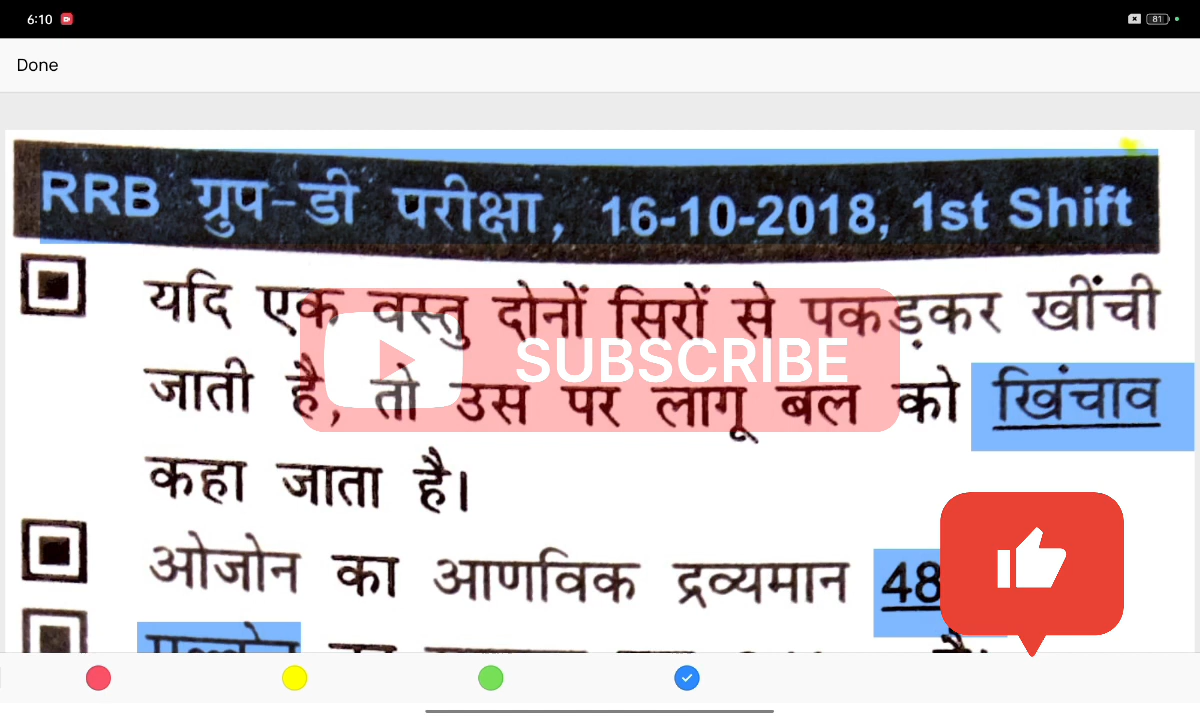 6:10
81
Done
RRB ग्रुप-डी परीक्षा, 16-10-2018, 1st Shift
यदि एक वस्तु दोनों सिरों से पकड़कर खींची
जाती है, तो उस पर लागू बल को खिंचाव
SUBSCRIBE
कहा जाता है।
ओजोन का आणविक द्रव्यमान 48